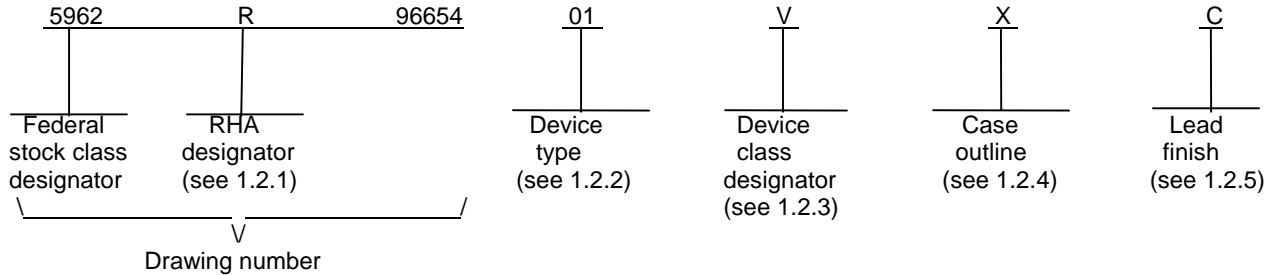 5962 R 96654 01 V X C
Federal stock class designator
RHA designator (see 1.2.1)
Device type (see 1.2.2)
Device class designator (see 1.2.3)
Case outline (see 1.2.4)
Lead finish (see 1.2.5)
Drawing number